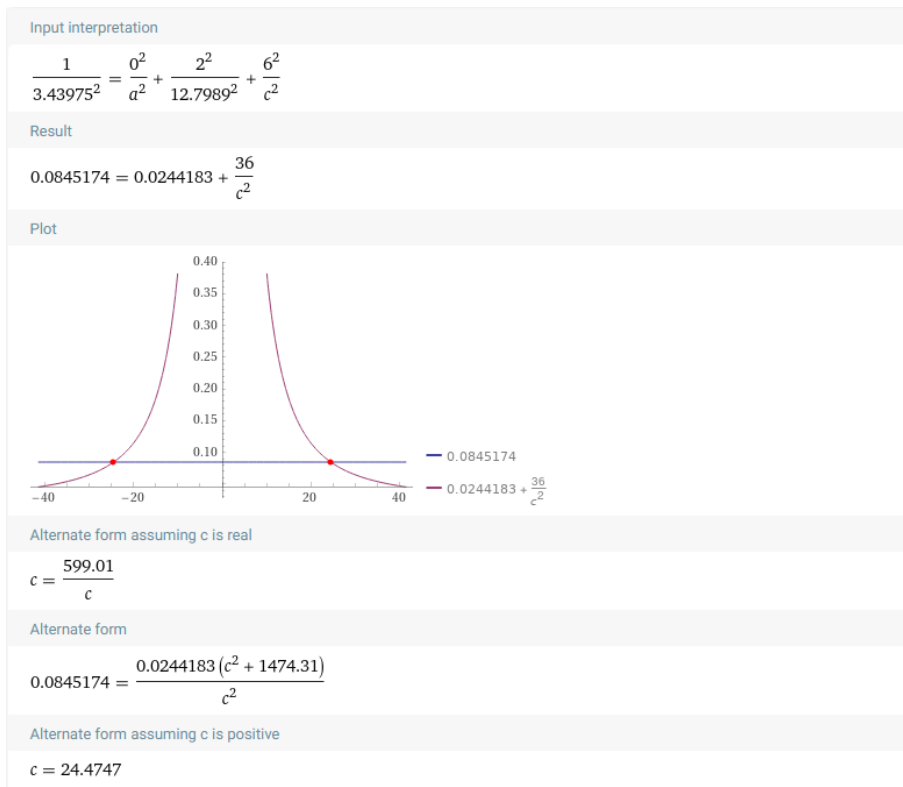 Input interpretation
1/3.43975² = 0²/a² + 2²/12.7989² + 6²/c²
Result
0.0845174 = 0.0244183 + 36/c²
Plot
0.40
0.35
0.30
0.25
0.20
0.15
0.10
0.0845174
0.0244183 + 36/c²
−40 −20 20 40
Alternate form assuming c is real
c = 599.01/c
Alternate form
0.0845174 = 0.0244183 (c² + 1474.31)/c²
Alternate form assuming c is positive
c = 24.4747